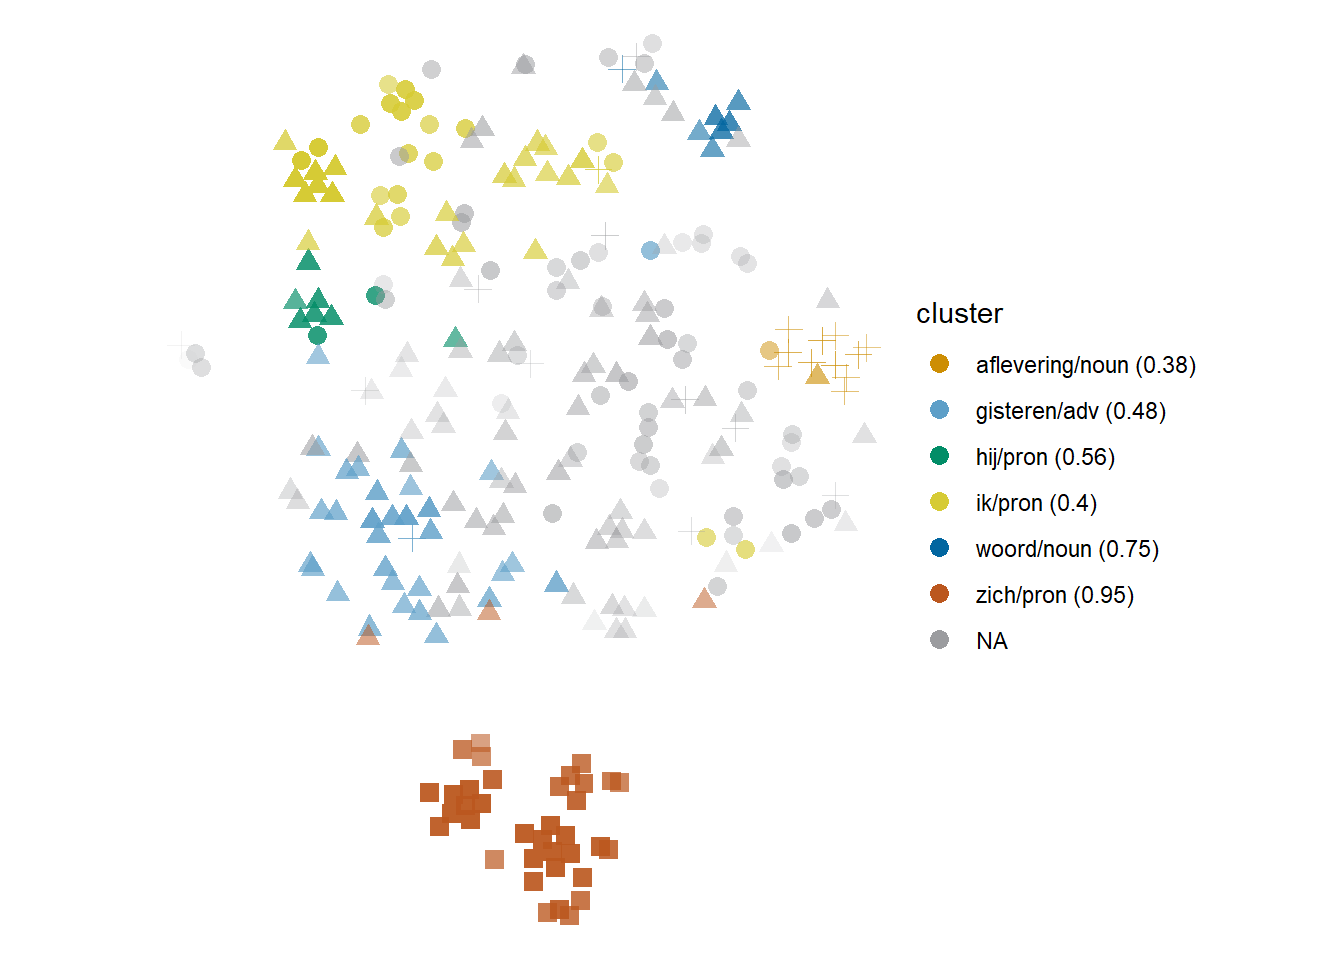 cluster
aflevering/noun (0.38)
gisteren/adv (0.48)
hij/pron (0.56)
ik/pron (0.4)
woord/noun (0.75)
zich/pron (0.95)
NA